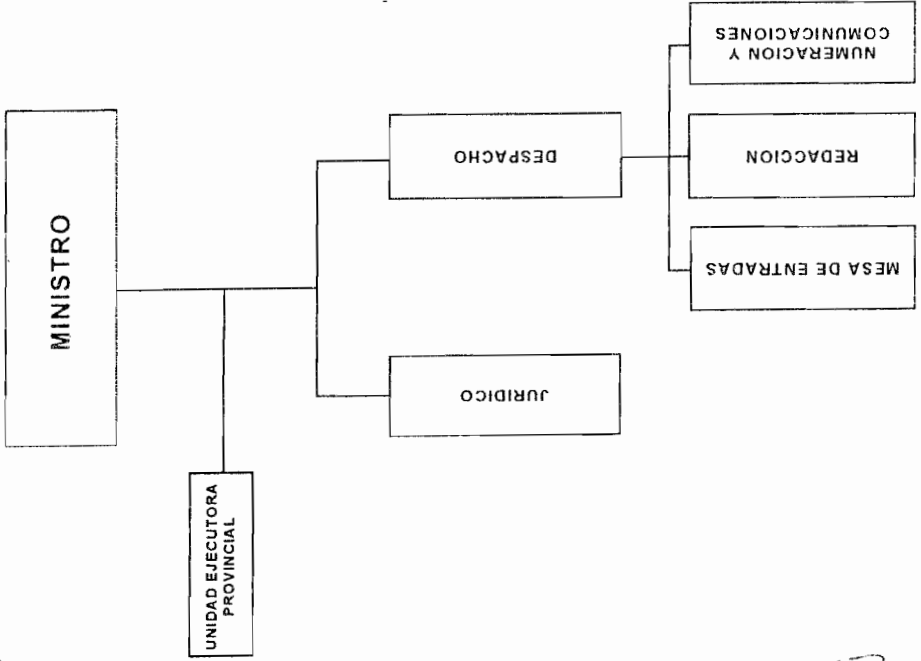 MINISTRO
UNIDAD EJECUTORA
PROVINCIAL
JURIDICO
DESPACHO
MESA DE ENTRADAS
REDACCION
NUMERACION Y
COMUNICACIONES